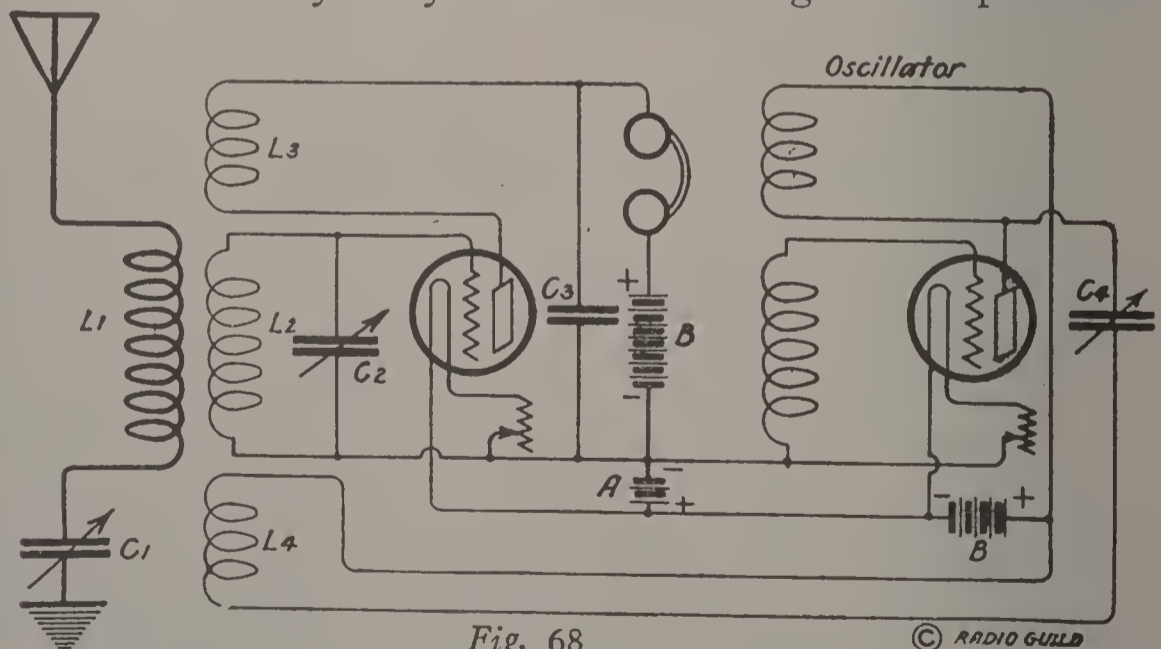 Oscillator
L3
L1
L2
C2
C3
+
B
-
C4
A
-
+
-
+
B
C1
L4
Fig. 68
© RADIO GUILD